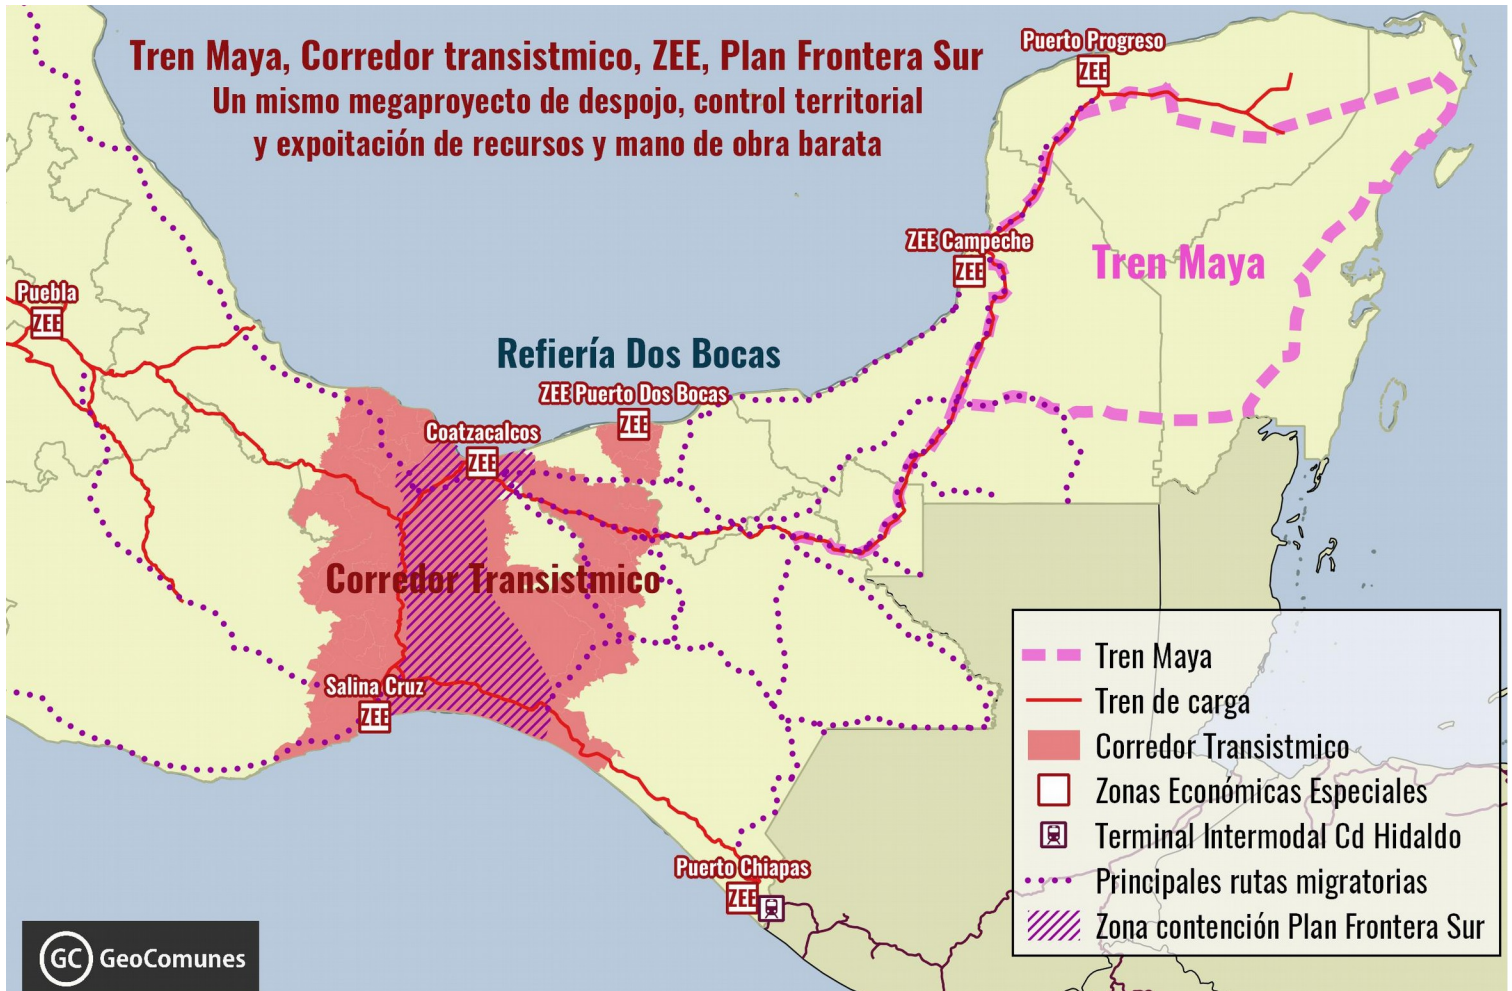 Tren Maya, Corredor transistmico, ZEE, Plan Frontera Sur
Un mismo megaproyecto de despojo, control territorial
y expoitación de recursos y mano de obra barata
Puerto Progreso
ZEE
ZEE Campeche
ZEE
Tren Maya
Puebla
ZEE
Refiería Dos Bocas
ZEE Puerto Dos Bocas
ZEE
Coatzacalcos
ZEE
Corredor Transistmico
Salina Cruz
ZEE
Puerto Chiapas
ZEE
Tren Maya
Tren de carga
Corredor Transistmico
Zonas Económicas Especiales
Terminal Intermodal Cd Hidaldo
Principales rutas migratorias
Zona contención Plan Frontera Sur
GC GeoComunes